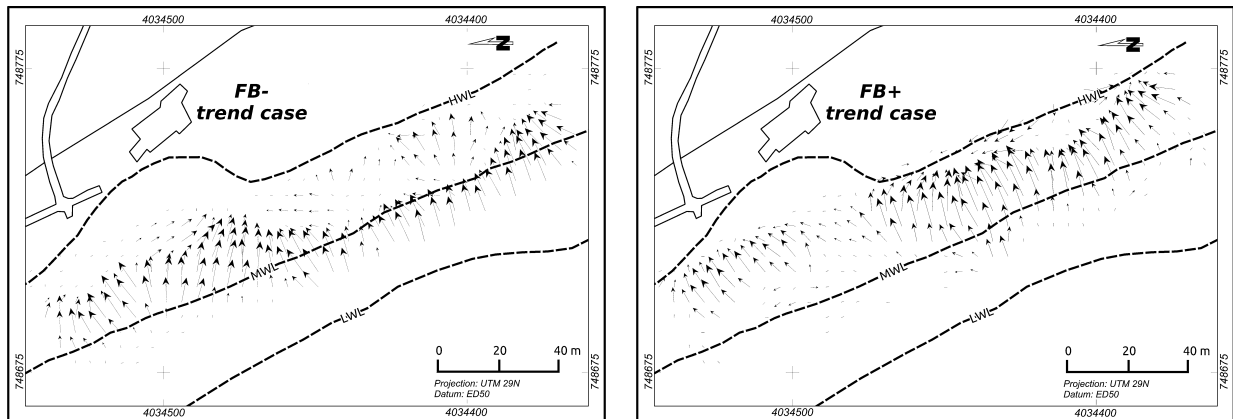 4034500 4034400
748775 748775
N
FB-
trend case
HWL
MWL
LWL
748675 748675
0 20 40 m
Projection: UTM 29N
Datum: ED50
4034500 4034400
4034500 4034400
748775 748775
N
FB+
trend case
HWL
MWL
LWL
748675 748675
0 20 40 m
Projection: UTM 29N
Datum: ED50
4034500 4034400